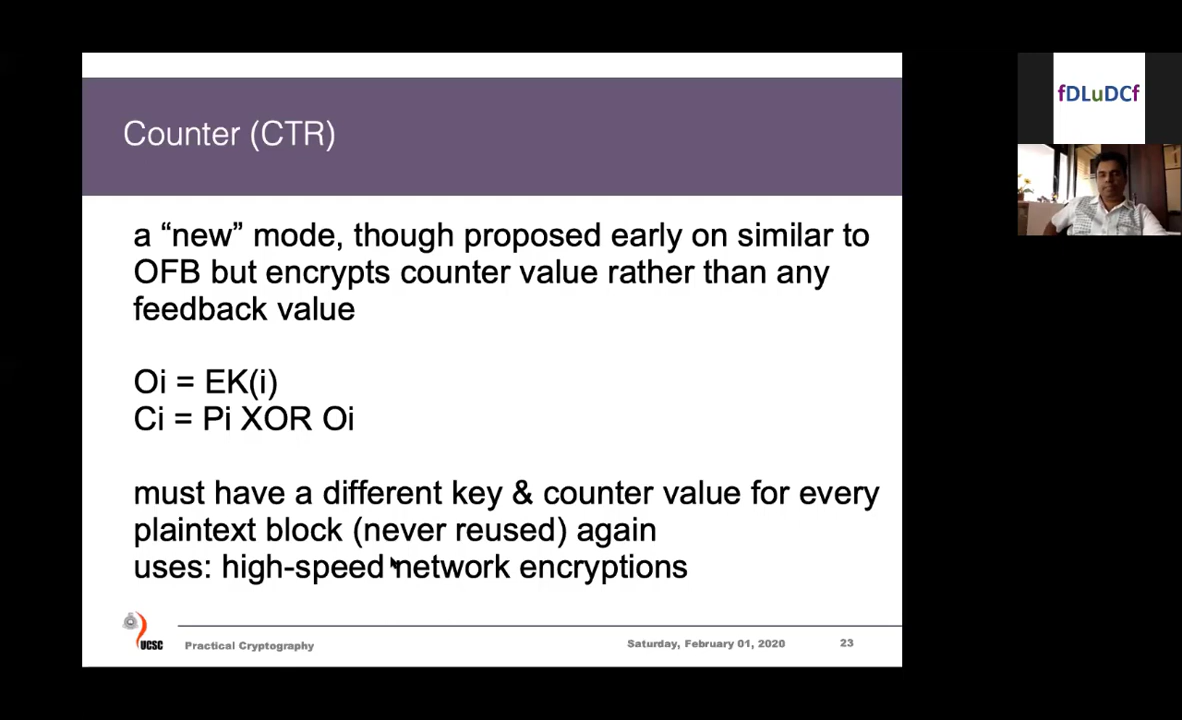 Counter (CTR)
a “new” mode, though proposed early on similar to
OFB but encrypts counter value rather than any
feedback value
Oi = EK(i)
Ci = Pi XOR Oi
must have a different key & counter value for every
plaintext block (never reused) again
uses: high-speed network encryptions
UCSC
Practical Cryptography
Saturday, February 01, 2020
23
fDLuDCf